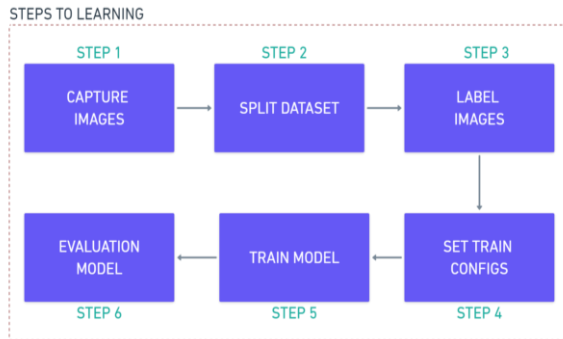 STEPS TO LEARNING
STEP 1
CAPTURE
IMAGES
STEP 2
SPLIT DATASET
STEP 3
LABEL
IMAGES
SET TRAIN
CONFIGS
STEP 4
TRAIN MODEL
STEP 5
EVALUATION
MODEL
STEP 6